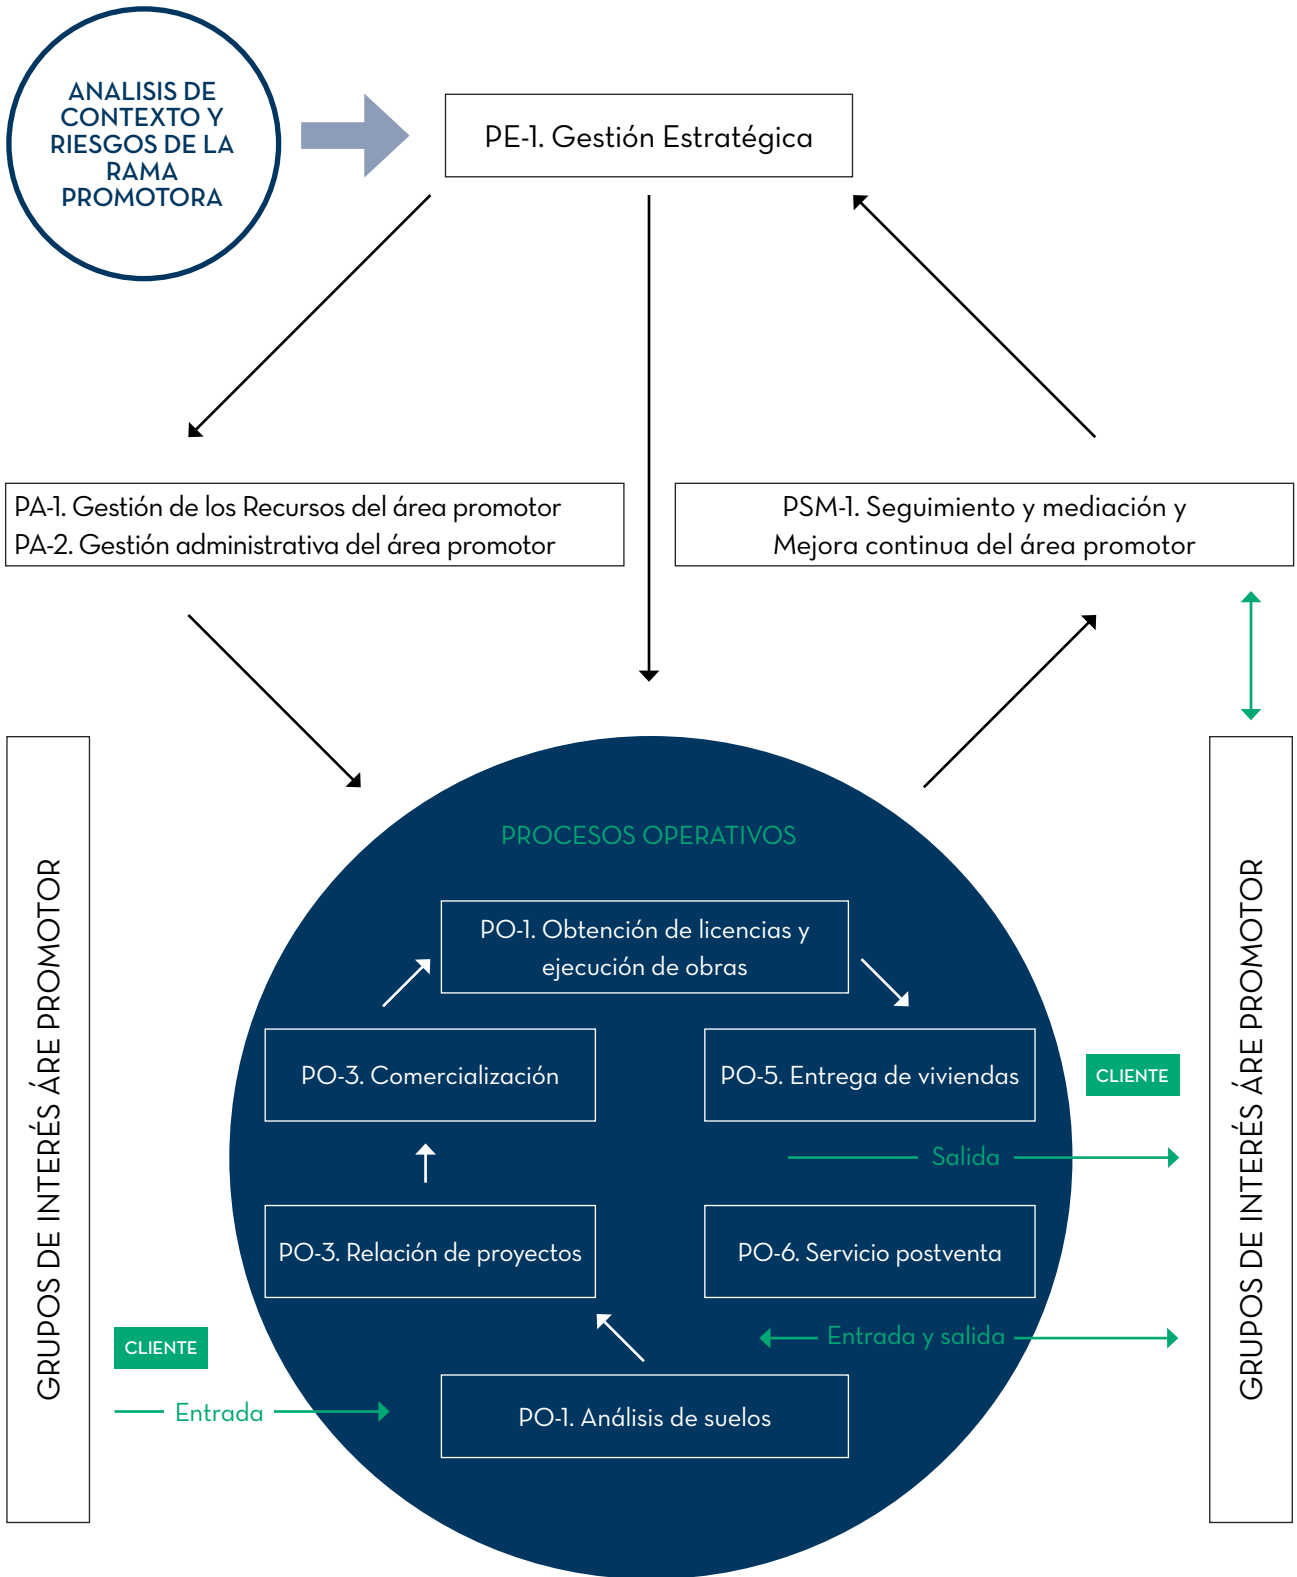 ANALISIS DE
CONTEXTO Y
RIESGOS DE LA
RAMA
PROMOTORA
PE-1. Gestión Estratégica
PA-1. Gestión de los Recursos del área promotor
PA-2. Gestión administrativa del área promotor
PSM-1. Seguimiento y mediación y
Mejora continua del área promotor
GRUPOS DE INTERÉS ÁRE PROMOTOR
PROCESOS OPERATIVOS
PO-1. Obtención de licencias y
ejecución de obras
PO-3. Comercialización
PO-5. Entrega de viviendas
CLIENTE
Salida
PO-3. Relación de proyectos
PO-6. Servicio postventa
CLIENTE
Entrada y salida
Entrada
PO-1. Análisis de suelos
GRUPOS DE INTERÉS ÁRE PROMOTOR